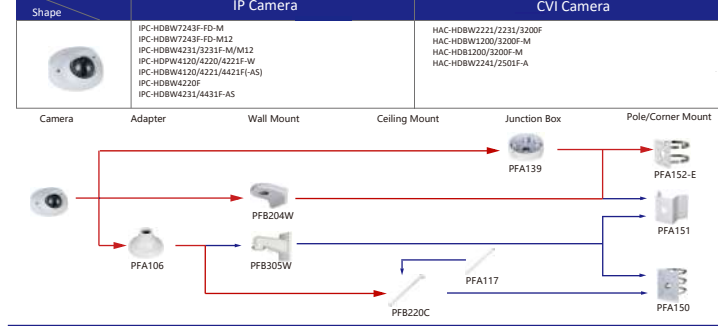 Shape
IP Camera
CVI Camera
IPC-HDBW7243F-FD-M
IPC-HDBW7243F-FD-M12
IPC-HDBW4231/3231F-M/M12
IPC-HDPW4120/4220/4221F-W
IPC-HDBW4120/4221/4421F(-AS)
IPC-HDBW4220F
IPC-HDBW4231/4431F-AS
HAC-HDBW2221/2231/3200F
HAC-HDBW1200/3200F-M
HAC-HDB1200/3200F-M
HAC-HDBW2241/2501F-A
Camera
Adapter
Wall Mount
Ceiling Mount
Junction Box
Pole/Corner Mount
PFA139
PFA152-E
PFB204W
PFA151
PFA106
PFB305W
PFA117
PFB220C
PFA150